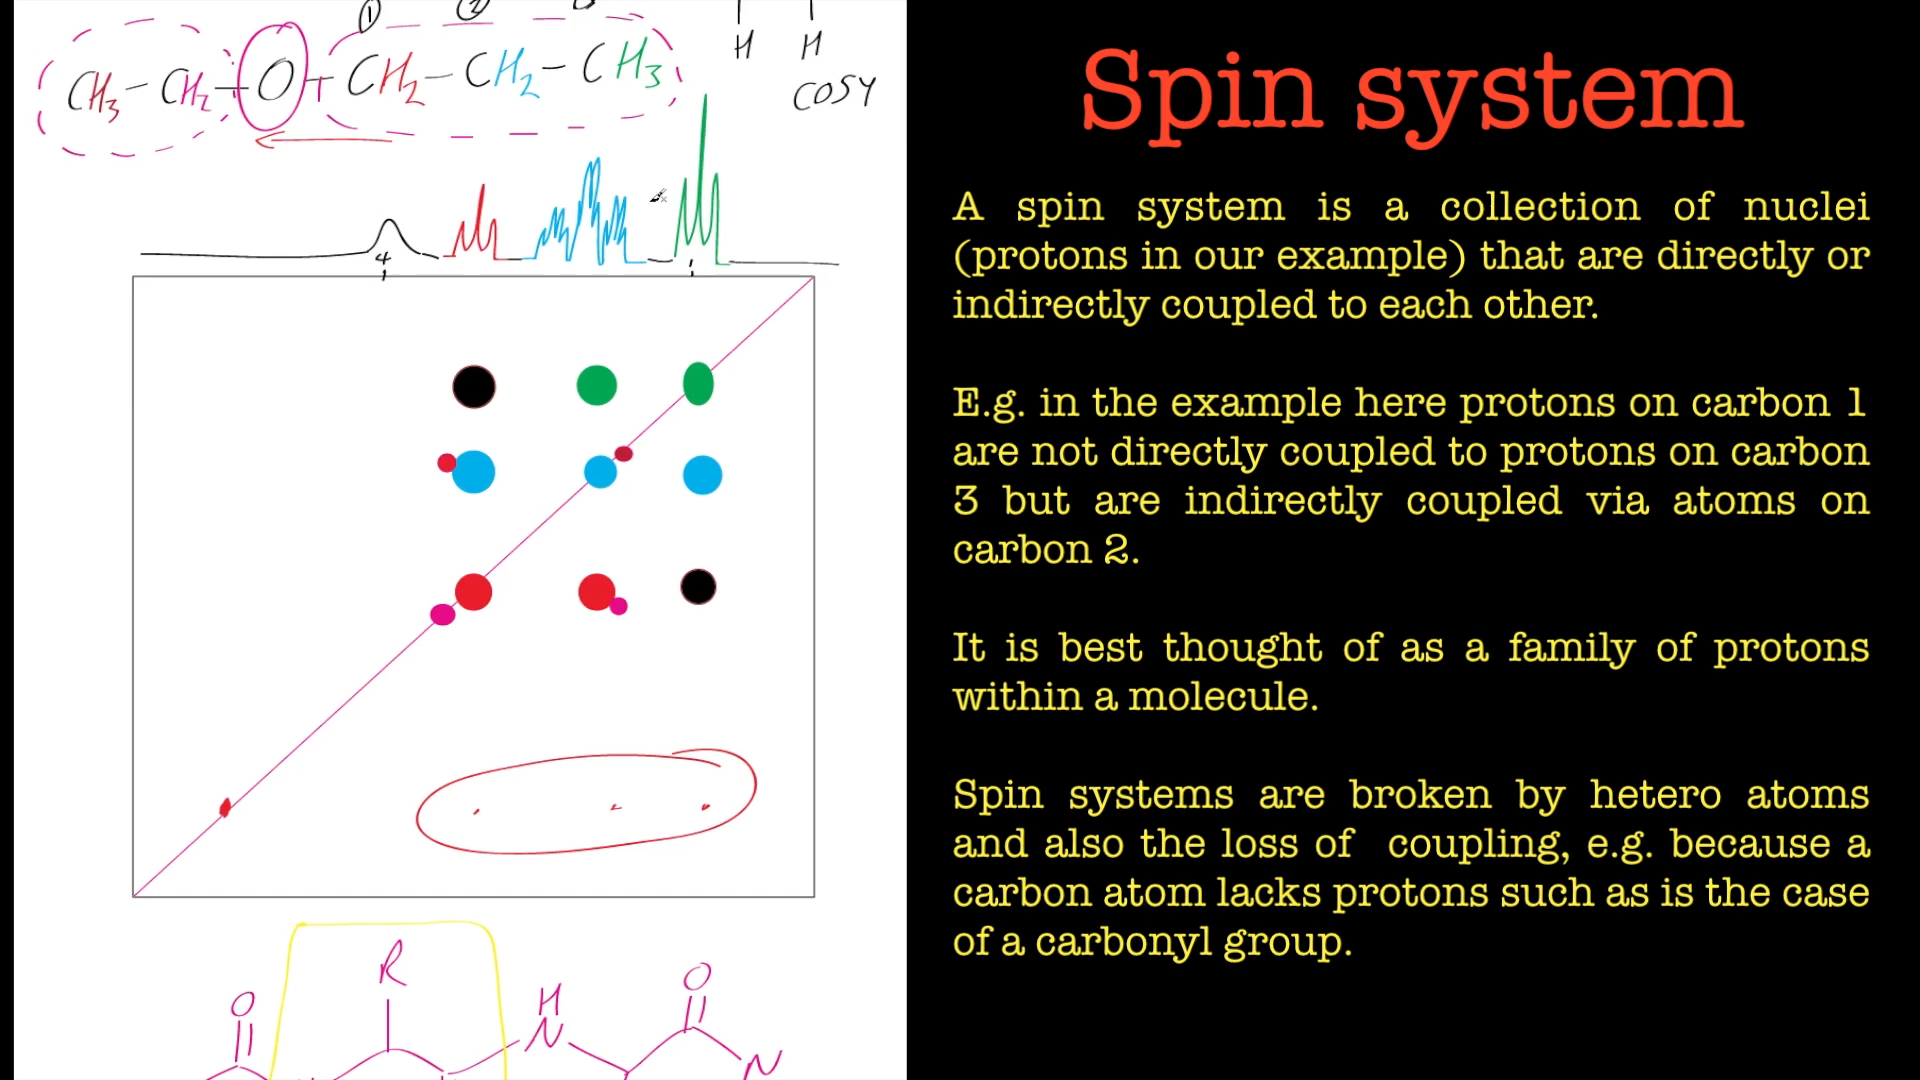 ① ②
CH3 - CH2 - O - CH2 - CH2 - CH3
H H
COSY
4
Spin system
A spin system is a collection of nuclei
(protons in our example) that are directly or
indirectly coupled to each other.
E.g. in the example here protons on carbon 1
are not directly coupled to protons on carbon
3 but are indirectly coupled via atoms on
carbon 2.
It is best thought of as a family of protons
within a molecule.
Spin systems are broken by hetero atoms
and also the loss of coupling, e.g. because a
carbon atom lacks protons such as is the case
of a carbonyl group.
R
O
H
N
O
N